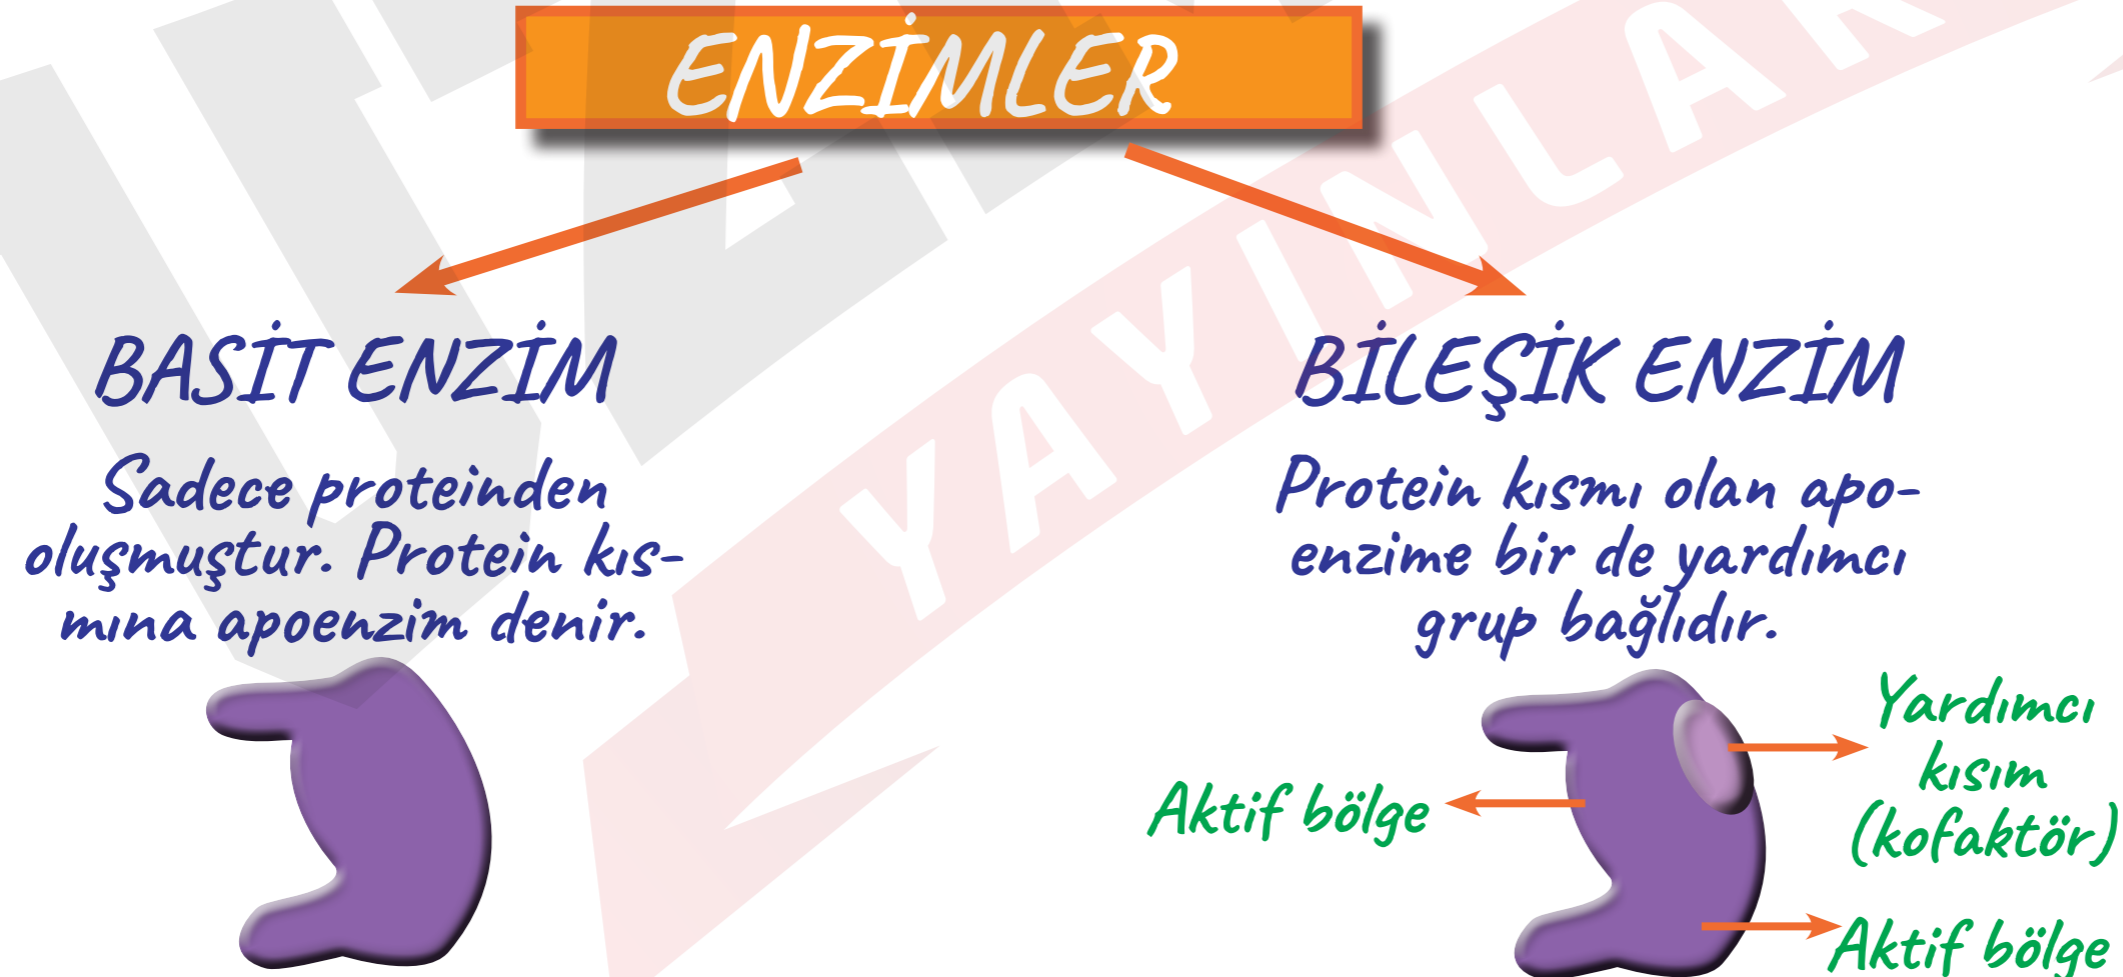 ENZİMLER
BASİT ENZİM
Sadece proteinden
oluşmuştur. Protein kıs-
mına apoenzim denir.
BİLEŞİK ENZİM
Protein kısmı olan apo-
enzime bir de yardımcı
grup bağlıdır.
Yardımcı
kısım
(kofaktör)
Aktif bölge
Aktif bölge
YAYINLAR